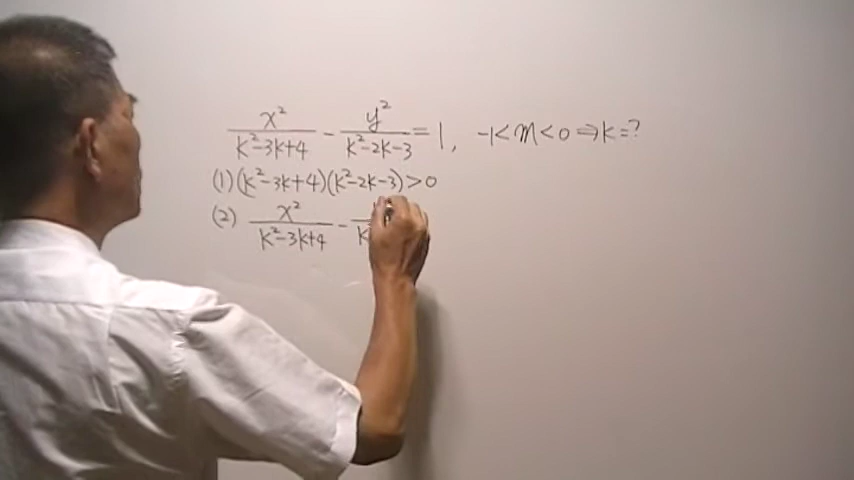 x²/(k²-3k+4) - y²/(k²-2k-3) = 1, -1<m<0 ⇒ k=?
(1) (k²-3k+4)(k²-2k-3)>0
(2) x²/(k²-3k+4) - k